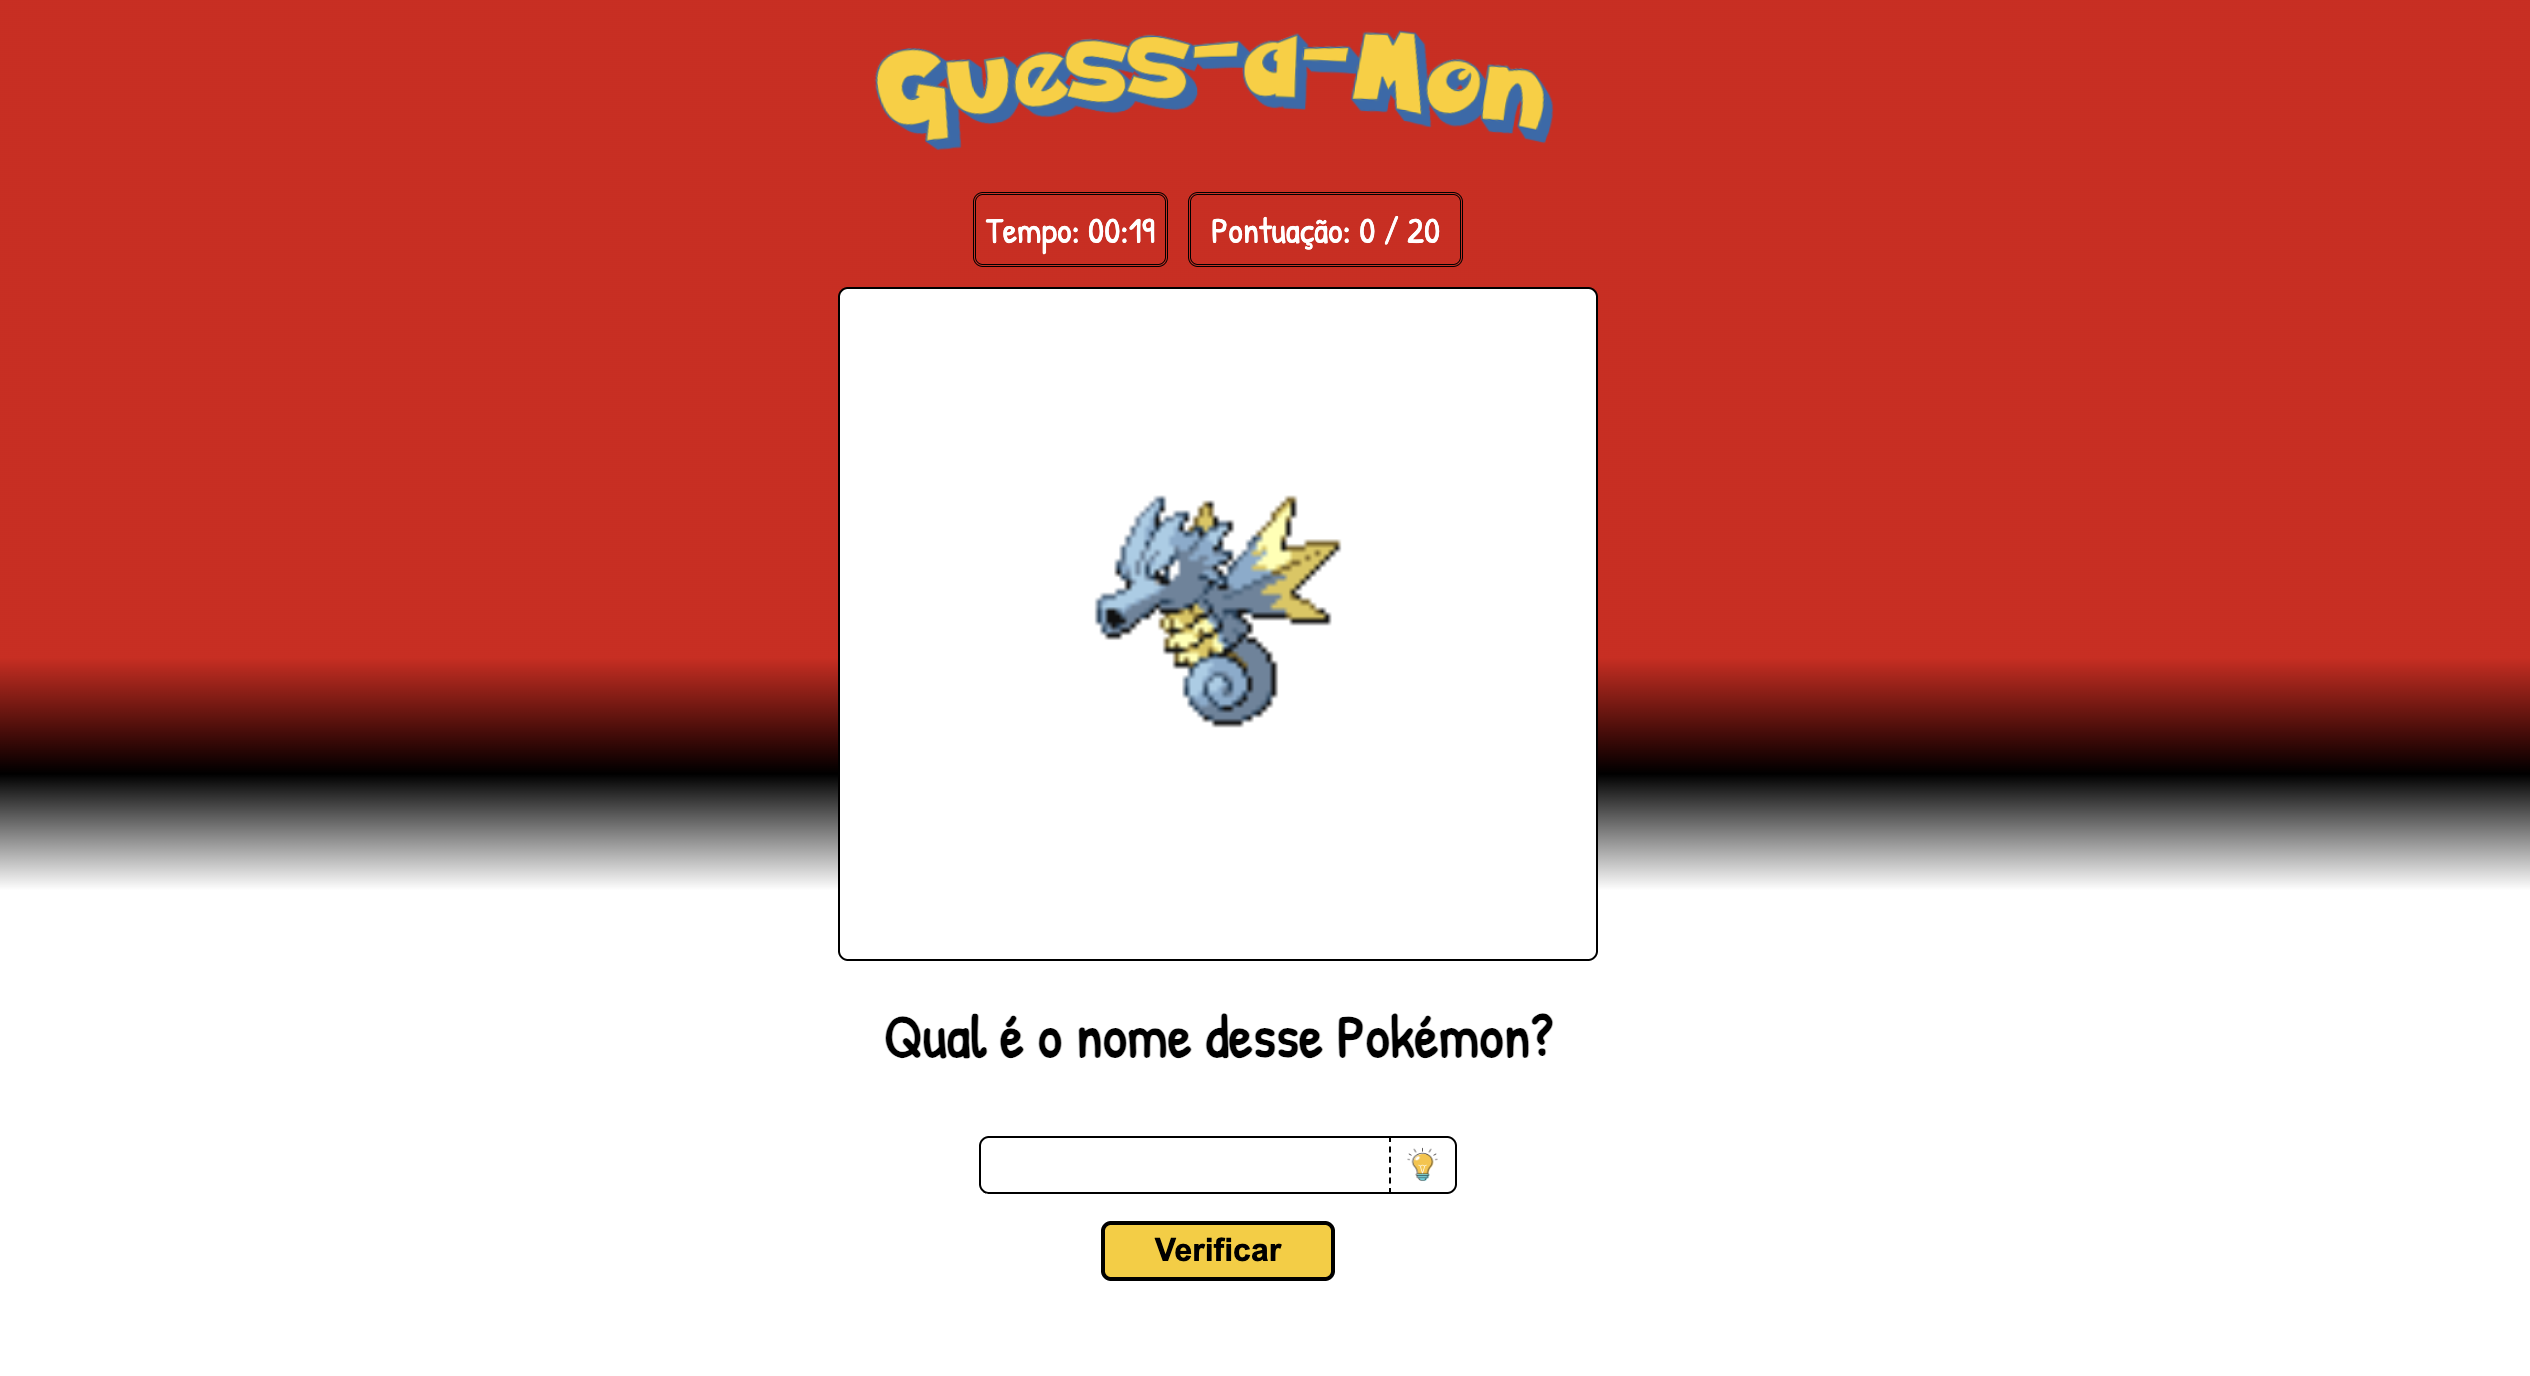 Guess-a-Mon
Tempo: 00:19
Pontuação: 0 / 20
Qual é o nome desse Pokémon?
Verificar